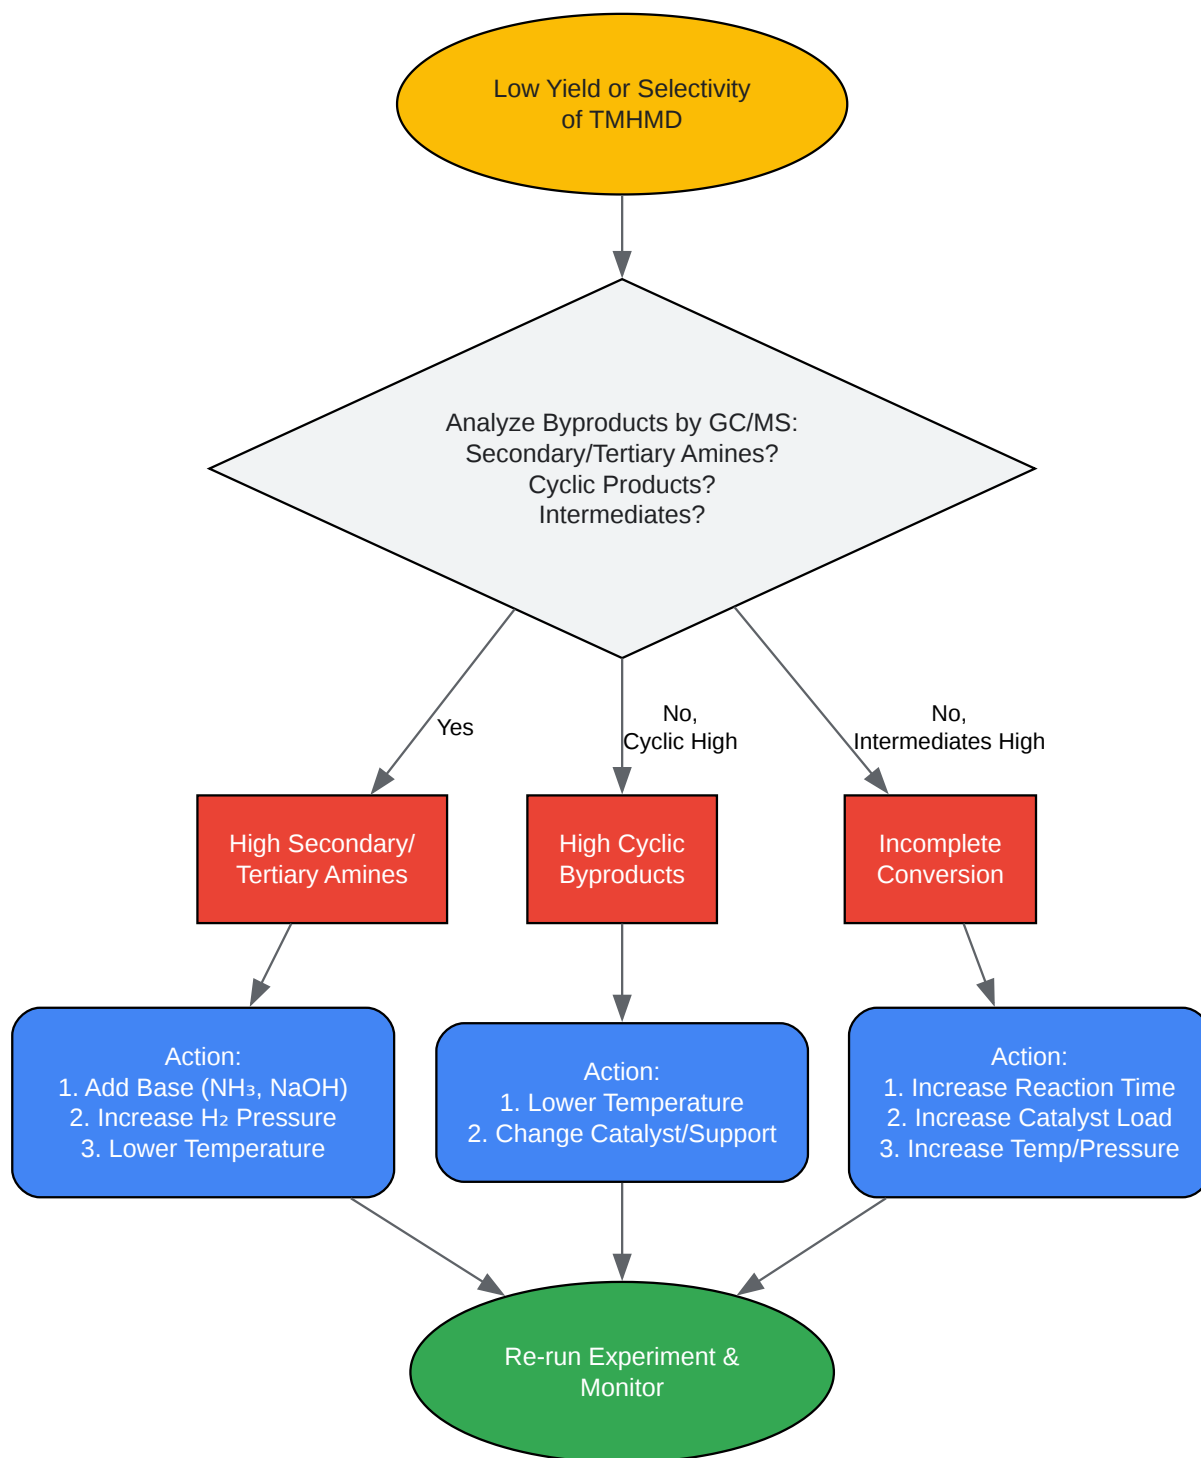 Low Yield or Selectivity
of TMHMD
Analyze Byproducts by GC/MS:
Secondary/Tertiary Amines?
Cyclic Products?
Intermediates?
Yes
No,
Cyclic High
No,
Intermediates High
High Secondary/
Tertiary Amines
High Cyclic
Byproducts
Incomplete
Conversion
Action:
1. Add Base (NH₃, NaOH)
2. Increase H₂ Pressure
3. Lower Temperature
Action:
1. Lower Temperature
2. Change Catalyst/Support
Action:
1. Increase Reaction Time
2. Increase Catalyst Load
3. Increase Temp/Pressure
Re-run Experiment &
Monitor